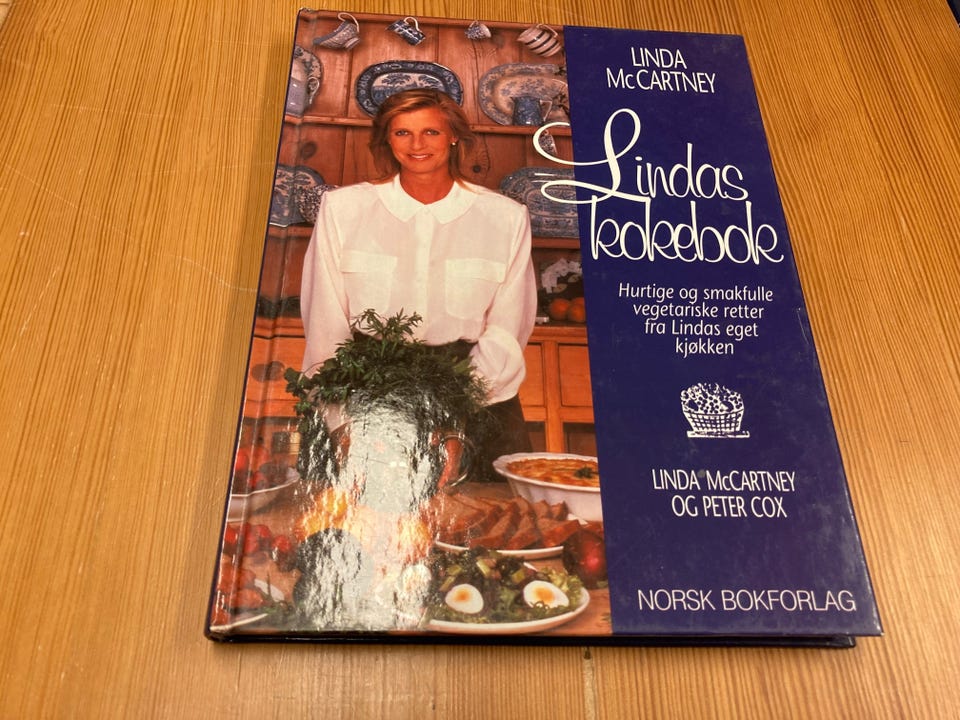 LINDA
McCARTNEY
Lindas
kokebok
Hurtige og smakfulle
vegetariske retter
fra Lindas eget
kjøkken
LINDA McCARTNEY
OG PETER COX
NORSK BOKFORLAG